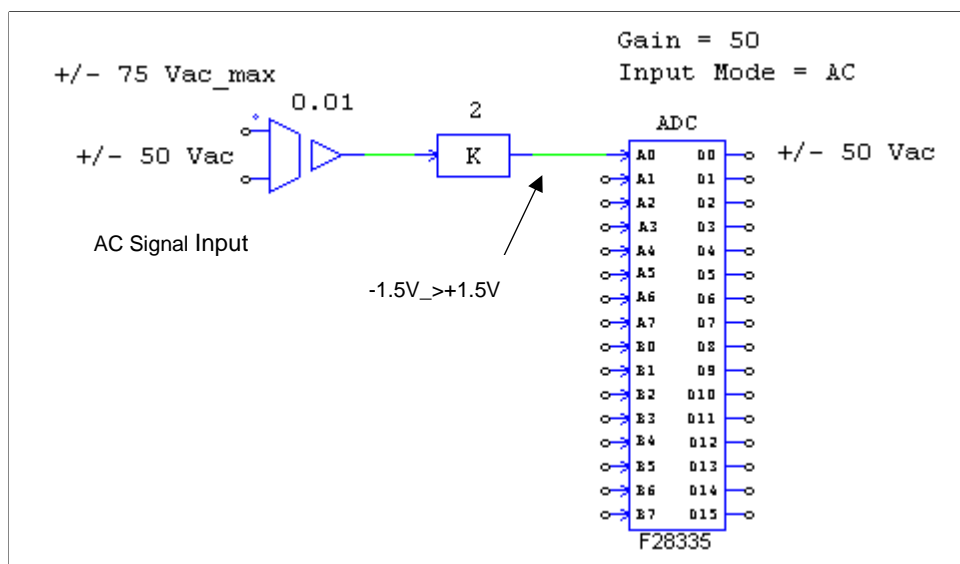 Gain = 50
+/- 75 Vac_max
Input Mode = AC
0.01
2
ADC
+/- 50 Vac
K
A0 D0
+/- 50 Vac
A1 D1
A2 D2
A3 D3
AC Signal Input
A4 D4
A5 D5
-1.5V_>+1.5V
A6 D6
A7 D7
B0 D8
B1 D9
B2 D10
B3 D11
B4 D12
B5 D13
B6 D14
B7 D15
F28335